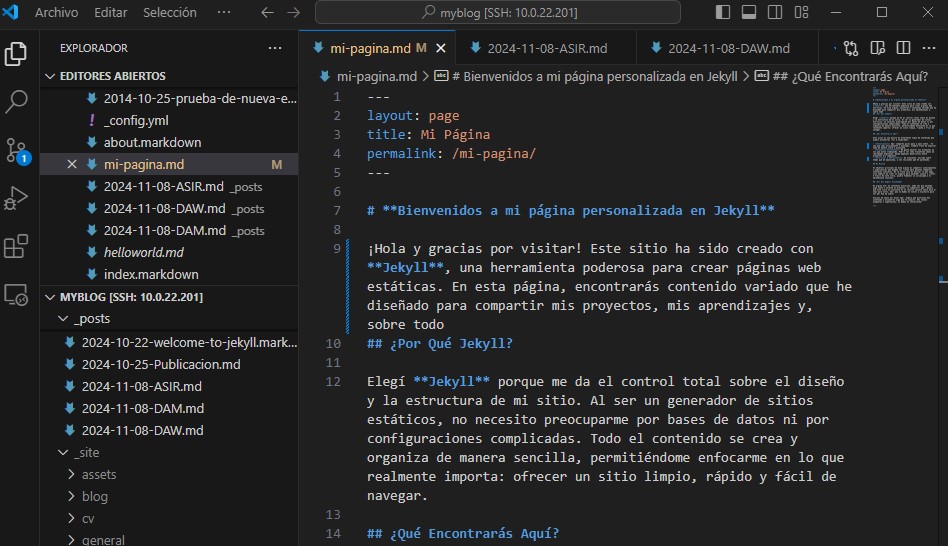 Archivo Editar Selección ··· myblog [SSH: 10.0.22.201]
EXPLORADOR ···
EDITORES ABIERTOS
2014-10-25-prueba-de-nueva-e...
! _config.yml
about.markdown
mi-pagina.md M
2024-11-08-ASIR.md _posts
2024-11-08-DAW.md _posts
2024-11-08-DAM.md _posts
helloworld.md
index.markdown
MYBLOG [SSH: 10.0.22.201]
_posts
2024-10-22-welcome-to-jekyll.mark...
2024-10-25-Publicacion.md
2024-11-08-ASIR.md
2024-11-08-DAM.md
2024-11-08-DAW.md
_site
assets
blog
cv
general
1
mi-pagina.md M 2024-11-08-ASIR.md 2024-11-08-DAW.md ···
mi-pagina.md > abc # Bienvenidos a mi página personalizada en Jekyll > abc ## ¿Qué Encontrarás Aquí?
1 ---
2 layout: page
3 title: Mi Página
4 permalink: /mi-pagina/
5 ---
6
7 # **Bienvenidos a mi página personalizada en Jekyll**
8
9 ¡Hola y gracias por visitar! Este sitio ha sido creado con
**Jekyll**, una herramienta poderosa para crear páginas web
estáticas. En esta página, encontrarás contenido variado que he
diseñado para compartir mis proyectos, mis aprendizajes y,
sobre todo
10 ## ¿Por Qué Jekyll?
11
12 Elegí **Jekyll** porque me da el control total sobre el diseño
y la estructura de mi sitio. Al ser un generador de sitios
estáticos, no necesito preocuparme por bases de datos ni por
configuraciones complicadas. Todo el contenido se crea y
organiza de manera sencilla, permitiéndome enfocarme en lo que
realmente importa: ofrecer un sitio limpio, rápido y fácil de
navegar.
13
14 ## ¿Qué Encontrarás Aquí?